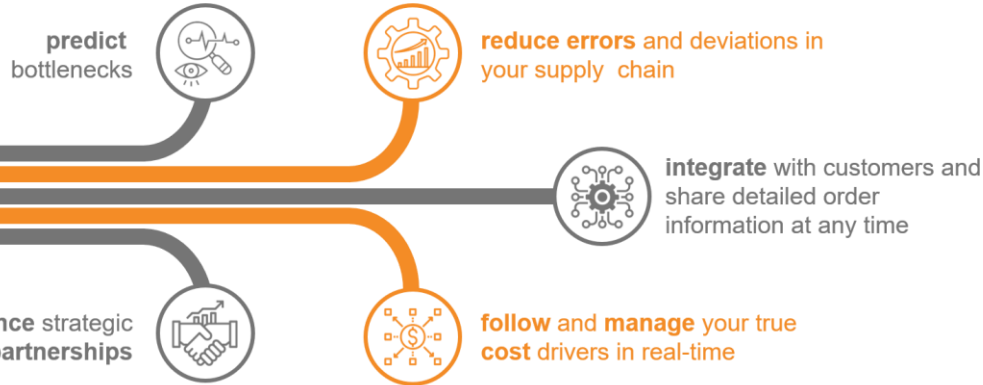 predict
bottlenecks
reduce errors and deviations in
your supply chain
integrate with customers and
share detailed order
information at any time
strategic
partnerships
follow and manage your true
cost drivers in real-time